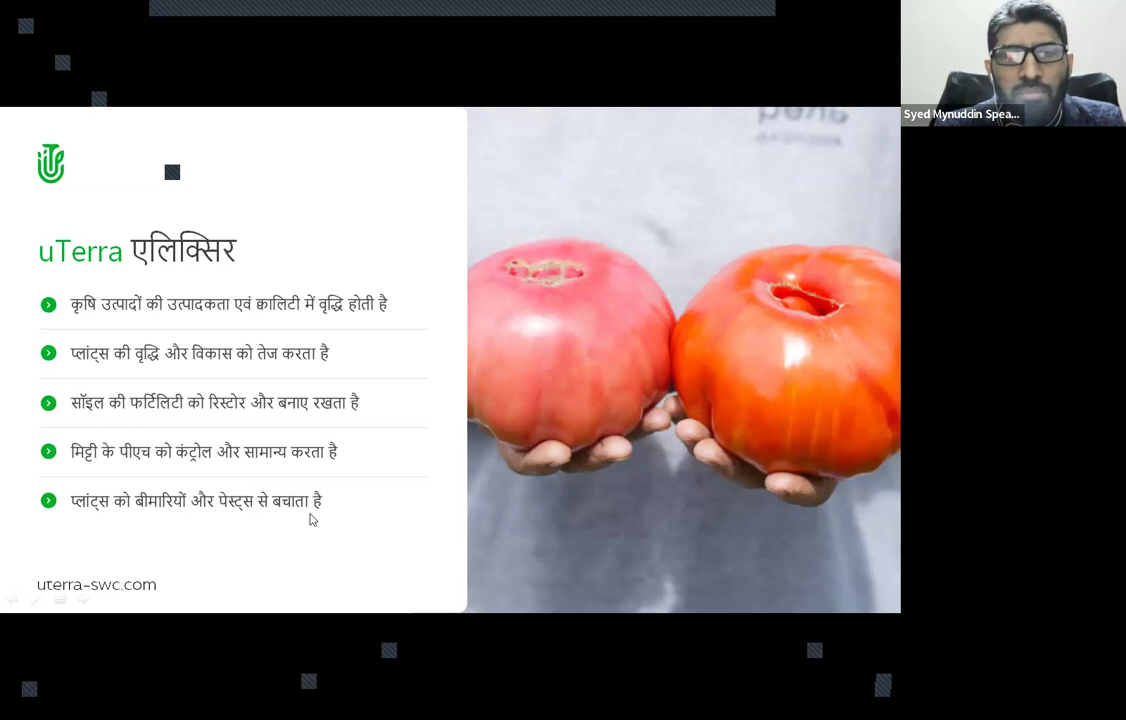 Syed Mynuddin Spea...
uTerra एलिक्सिर
कृषि उत्पादों की उत्पादकता एवं क्वालिटी में वृद्धि होती है
प्लांट्स की वृद्धि और विकास को तेज करता है
सॉइल की फर्टिलिटी को रिस्टोर और बनाए रखता है
मिट्टी के पीएच को कंट्रोल और सामान्य करता है
प्लांट्स को बीमारियों और पेस्ट्स से बचाता है
uterra-swc.com